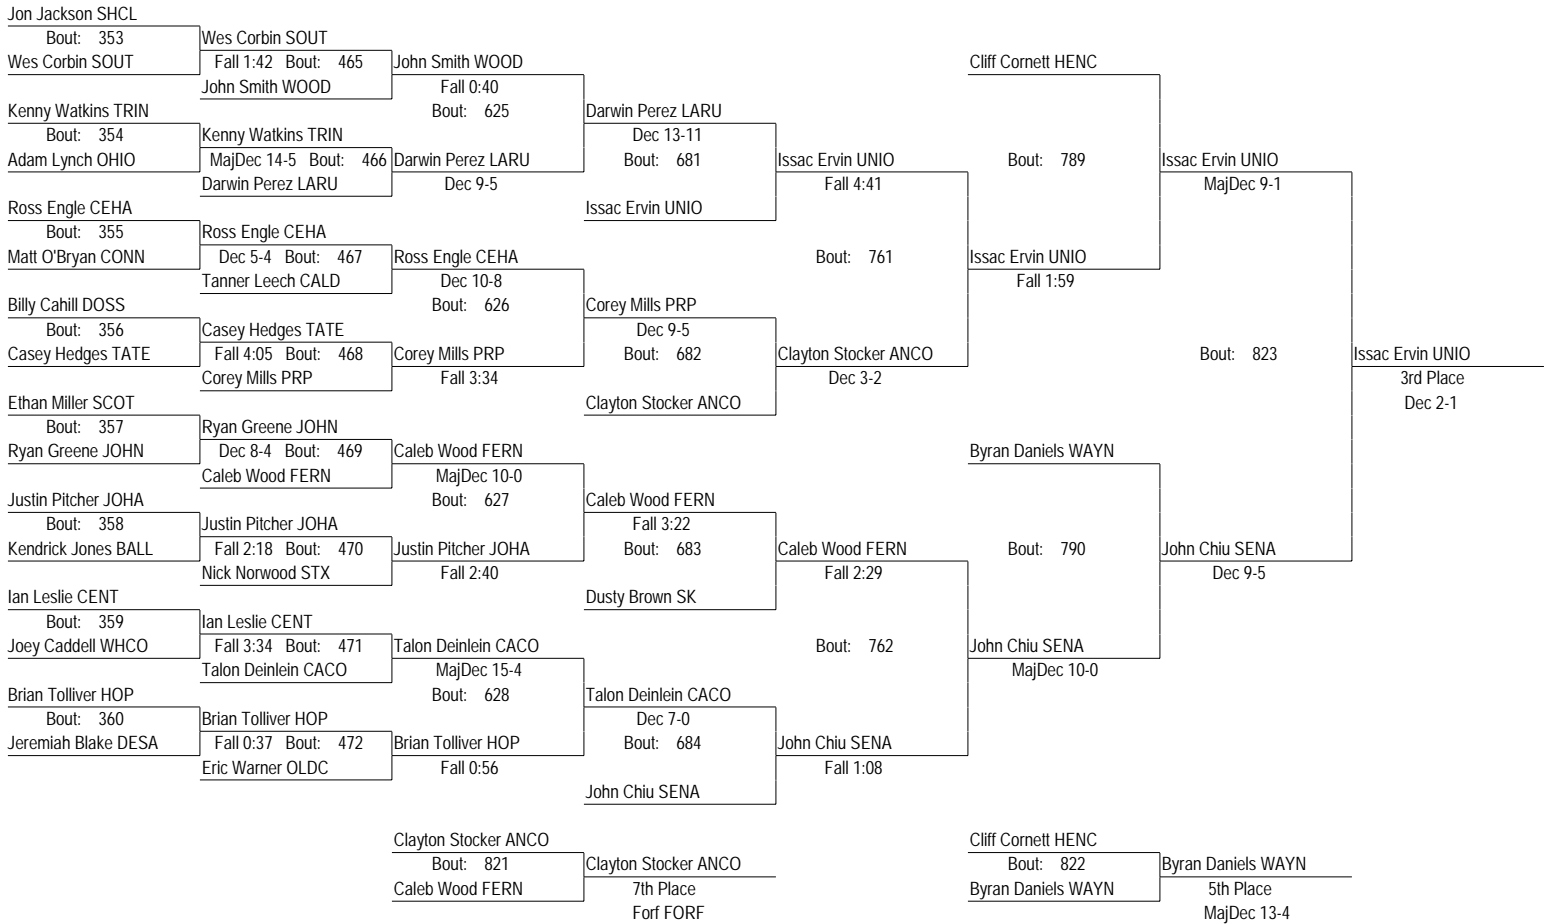 Jon Jackson SHCL
Bout: 353
Wes Corbin SOUT
Wes Corbin SOUT
Fall 1:42 Bout: 465
John Smith WOOD
John Smith WOOD
Fall 0:40
Bout: 625
Kenny Watkins TRIN
Bout: 354
Adam Lynch OHIO
Kenny Watkins TRIN
MajDec 14-5 Bout: 466
Darwin Perez LARU
Darwin Perez LARU
Dec 9-5
Darwin Perez LARU
Dec 13-11
Bout: 681
Issac Ervin UNIO
Issac Ervin UNIO
Fall 4:41
Bout: 761
Ross Engle CEHA
Bout: 355
Matt O'Bryan CONN
Ross Engle CEHA
Dec 5-4 Bout: 467
Tanner Leech CALD
Ross Engle CEHA
Dec 10-8
Bout: 626
Billy Cahill DOSS
Bout: 356
Casey Hedges TATE
Casey Hedges TATE
Fall 4:05 Bout: 468
Corey Mills PRP
Corey Mills PRP
Fall 3:34
Corey Mills PRP
Dec 9-5
Bout: 682
Clayton Stocker ANCO
Clayton Stocker ANCO
Dec 3-2
Cliff Cornett HENC
Bout: 789
Issac Ervin UNIO
Fall 1:59
Issac Ervin UNIO
MajDec 9-1
Bout: 823
Issac Ervin UNIO
3rd Place
Dec 2-1
Ethan Miller SCOT
Bout: 357
Ryan Greene JOHN
Ryan Greene JOHN
Dec 8-4 Bout: 469
Caleb Wood FERN
Caleb Wood FERN
MajDec 10-0
Bout: 627
Justin Pitcher JOHA
Bout: 358
Kendrick Jones BALL
Justin Pitcher JOHA
Fall 2:18 Bout: 470
Nick Norwood STX
Justin Pitcher JOHA
Fall 2:40
Caleb Wood FERN
Fall 3:22
Bout: 683
Dusty Brown SK
Caleb Wood FERN
Fall 2:29
Bout: 762
Ian Leslie CENT
Bout: 359
Joey Caddell WHCO
Ian Leslie CENT
Fall 3:34 Bout: 471
Talon Deinlein CACO
Talon Deinlein CACO
MajDec 15-4
Bout: 628
Brian Tolliver HOP
Bout: 360
Jeremiah Blake DESA
Brian Tolliver HOP
Fall 0:37 Bout: 472
Eric Warner OLDC
Brian Tolliver HOP
Fall 0:56
Talon Deinlein CACO
Dec 7-0
Bout: 684
John Chiu SENA
John Chiu SENA
Fall 1:08
Byran Daniels WAYN
Bout: 790
John Chiu SENA
MajDec 10-0
John Chiu SENA
Dec 9-5
Clayton Stocker ANCO
Bout: 821
Caleb Wood FERN
Clayton Stocker ANCO
7th Place
Forf FORF
Cliff Cornett HENC
Bout: 822
Byran Daniels WAYN
Byran Daniels WAYN
5th Place
MajDec 13-4